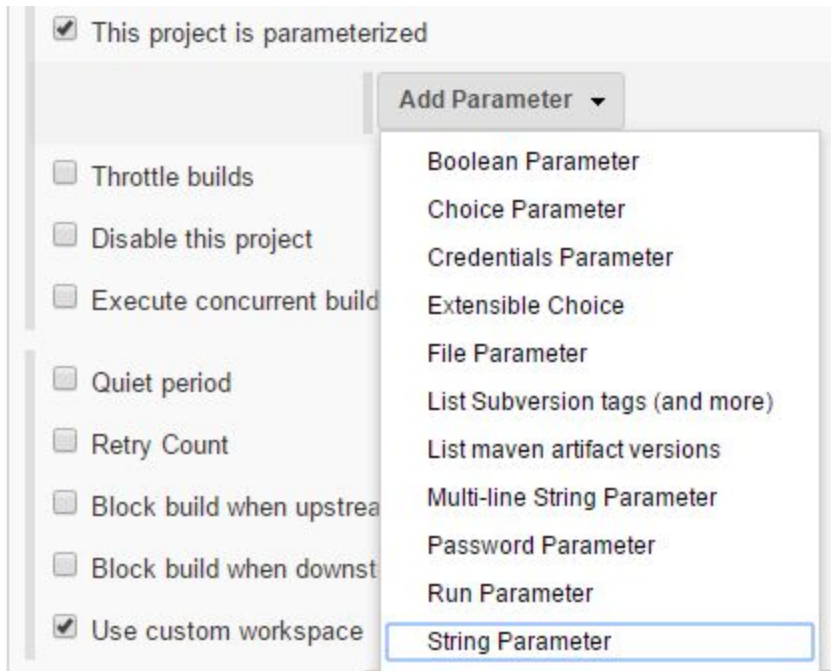 This project is parameterized
Add Parameter
Boolean Parameter
Throttle builds
Choice Parameter
Disable this project
Credentials Parameter
Execute concurrent build
Extensible Choice
File Parameter
Quiet period
List Subversion tags (and more)
Retry Count
List maven artifact versions
Block build when upstrea
Multi-line String Parameter
Block build when downst
Password Parameter
Run Parameter
Use custom workspace
String Parameter